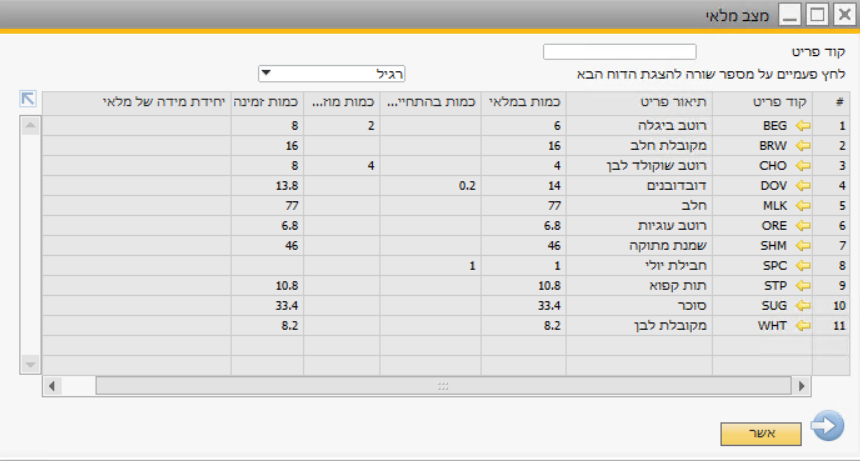 מצב מלאי
קוד פריט
לחץ פעמיים על מספר שורה להצגת הדוח הבא רגיל
# קוד פריט תיאור פריט כמות במלאי כמות בהתחיי... כמות מוז... כמות זמינה יחידת מידה של מלאי
1 BEG רוטב ביגלה 6 2 8
2 BRW מקובלת חלב 16 16
3 CHO רוטב שוקולד לבן 4 4 8
4 DOV דובדובנים 14 0.2 13.8
5 MLK חלב 77 77
6 ORE רוטב עוגיות 6.8 6.8
7 SHM שמנת מתוקה 46 46
8 SPC חבילת יולי 1 1
9 STP תות קפוא 10.8 10.8
10 SUG סוכר 33.4 33.4
11 WHT מקובלת לבן 8.2 8.2
אשר